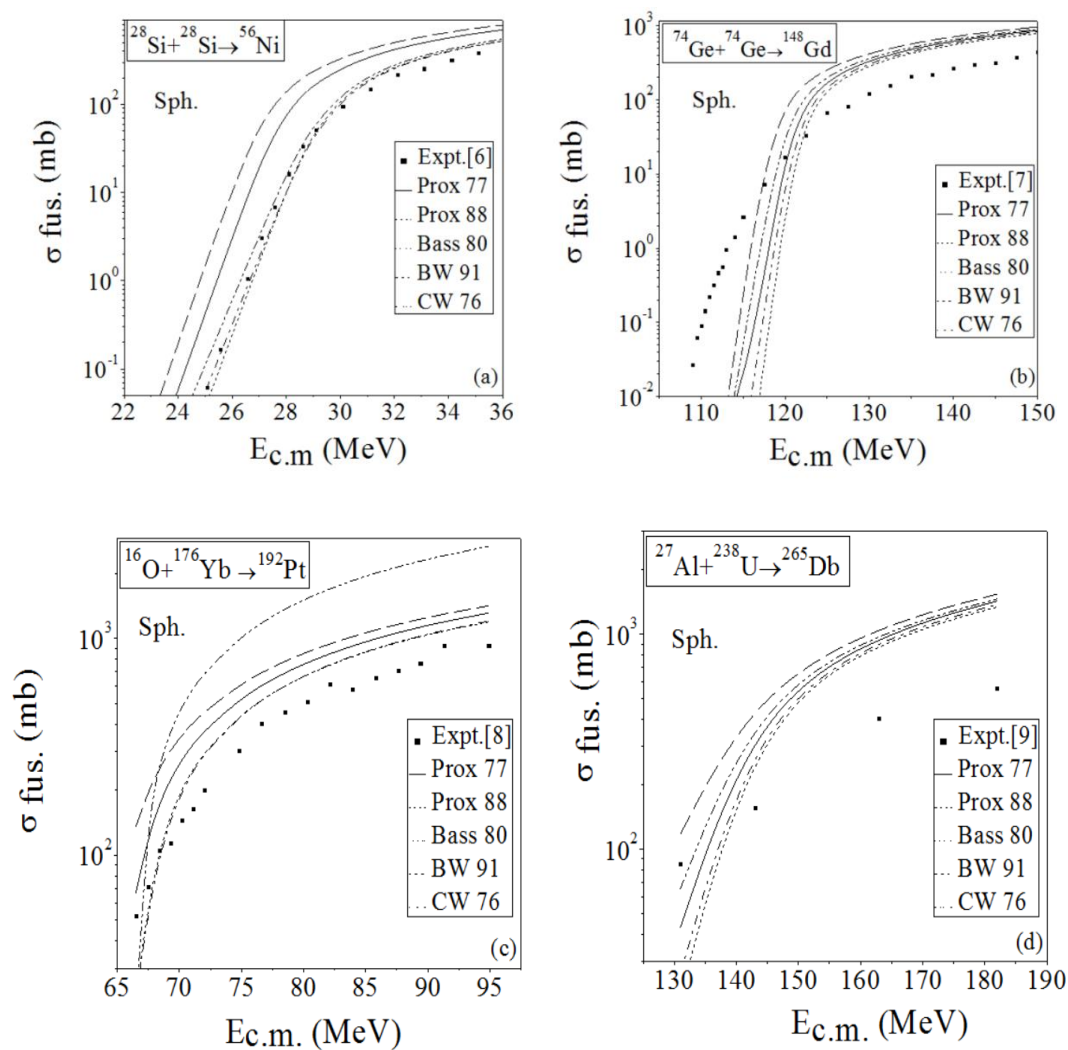 ²⁸Si+²⁸Si→⁵⁶Ni
Sph.
σ fus. (mb)
10²
10¹
10⁰
10⁻¹
Expt.[6]
Prox 77
Prox 88
Bass 80
BW 91
CW 76
(a)
22 24 26 28 30 32 34 36
Ec.m (MeV)
⁷⁴Ge+⁷⁴Ge→¹⁴⁸Gd
Sph.
σ fus. (mb)
10³
10²
10¹
10⁰
10⁻¹
10⁻²
Expt.[7]
Prox 77
Prox 88
Bass 80
BW 91
CW 76
(b)
110 120 130 140 150
Ec.m (MeV)
¹⁶O+¹⁷⁶Yb→¹⁹²Pt
Sph.
σ fus. (mb)
10³
10²
Expt.[8]
Prox 77
Prox 88
Bass 80
BW 91
CW 76
(c)
65 70 75 80 85 90 95
Ec.m. (MeV)
²⁷Al+²³⁸U→²⁶⁵Db
Sph.
σ fus. (mb)
10³
10²
Expt.[9]
Prox 77
Prox 88
Bass 80
BW 91
CW 76
(d)
130 140 150 160 170 180 190
Ec.m. (MeV)